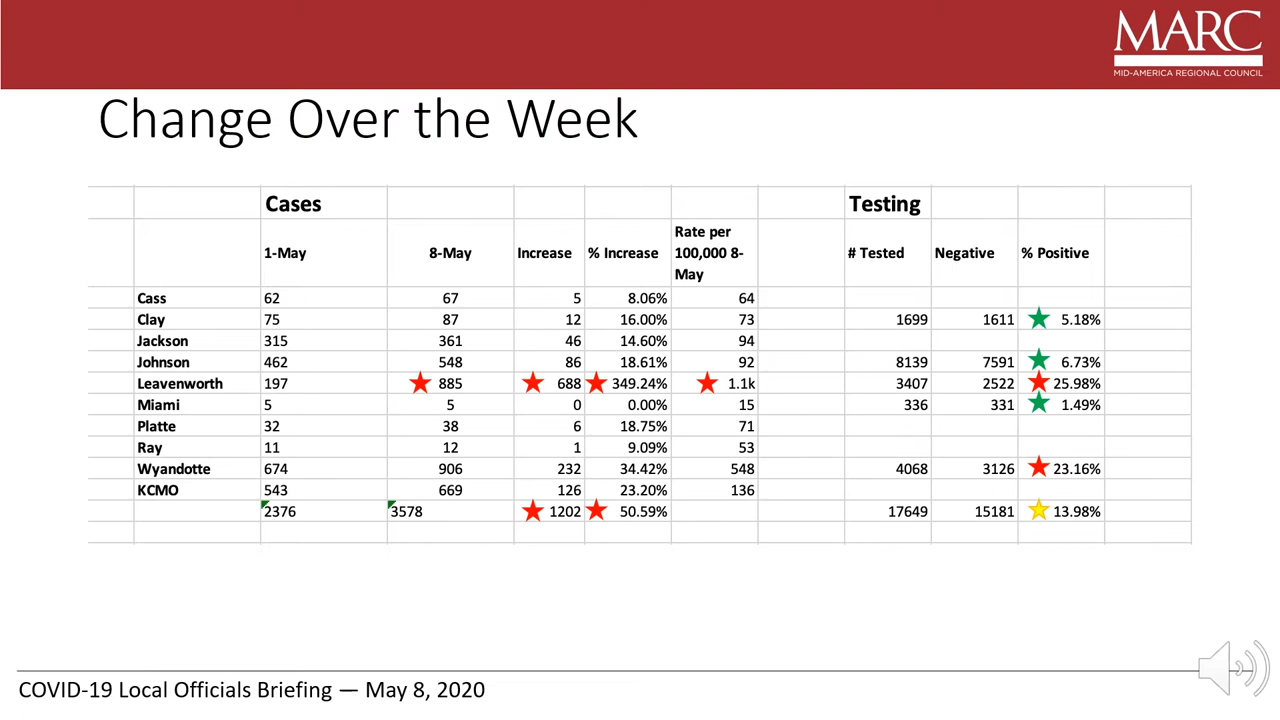 MARC
MID-AMERICA REGIONAL COUNCIL
Change Over the Week
Cases Testing
1-May 8-May Increase % Increase Rate per 100,000 8-May # Tested Negative % Positive
Cass 62 67 5 8.06% 64
Clay 75 87 12 16.00% 73 1699 1611 5.18%
Jackson 315 361 46 14.60% 94
Johnson 462 548 86 18.61% 92 8139 7591 6.73%
Leavenworth 197 885 688 349.24% 1.1k 3407 2522 25.98%
Miami 5 5 0 0.00% 15 336 331 1.49%
Platte 32 38 6 18.75% 71
Ray 11 12 1 9.09% 53
Wyandotte 674 906 232 34.42% 548 4068 3126 23.16%
KCMO 543 669 126 23.20% 136
2376 3578 1202 50.59% 17649 15181 13.98%
COVID-19 Local Officials Briefing — May 8, 2020